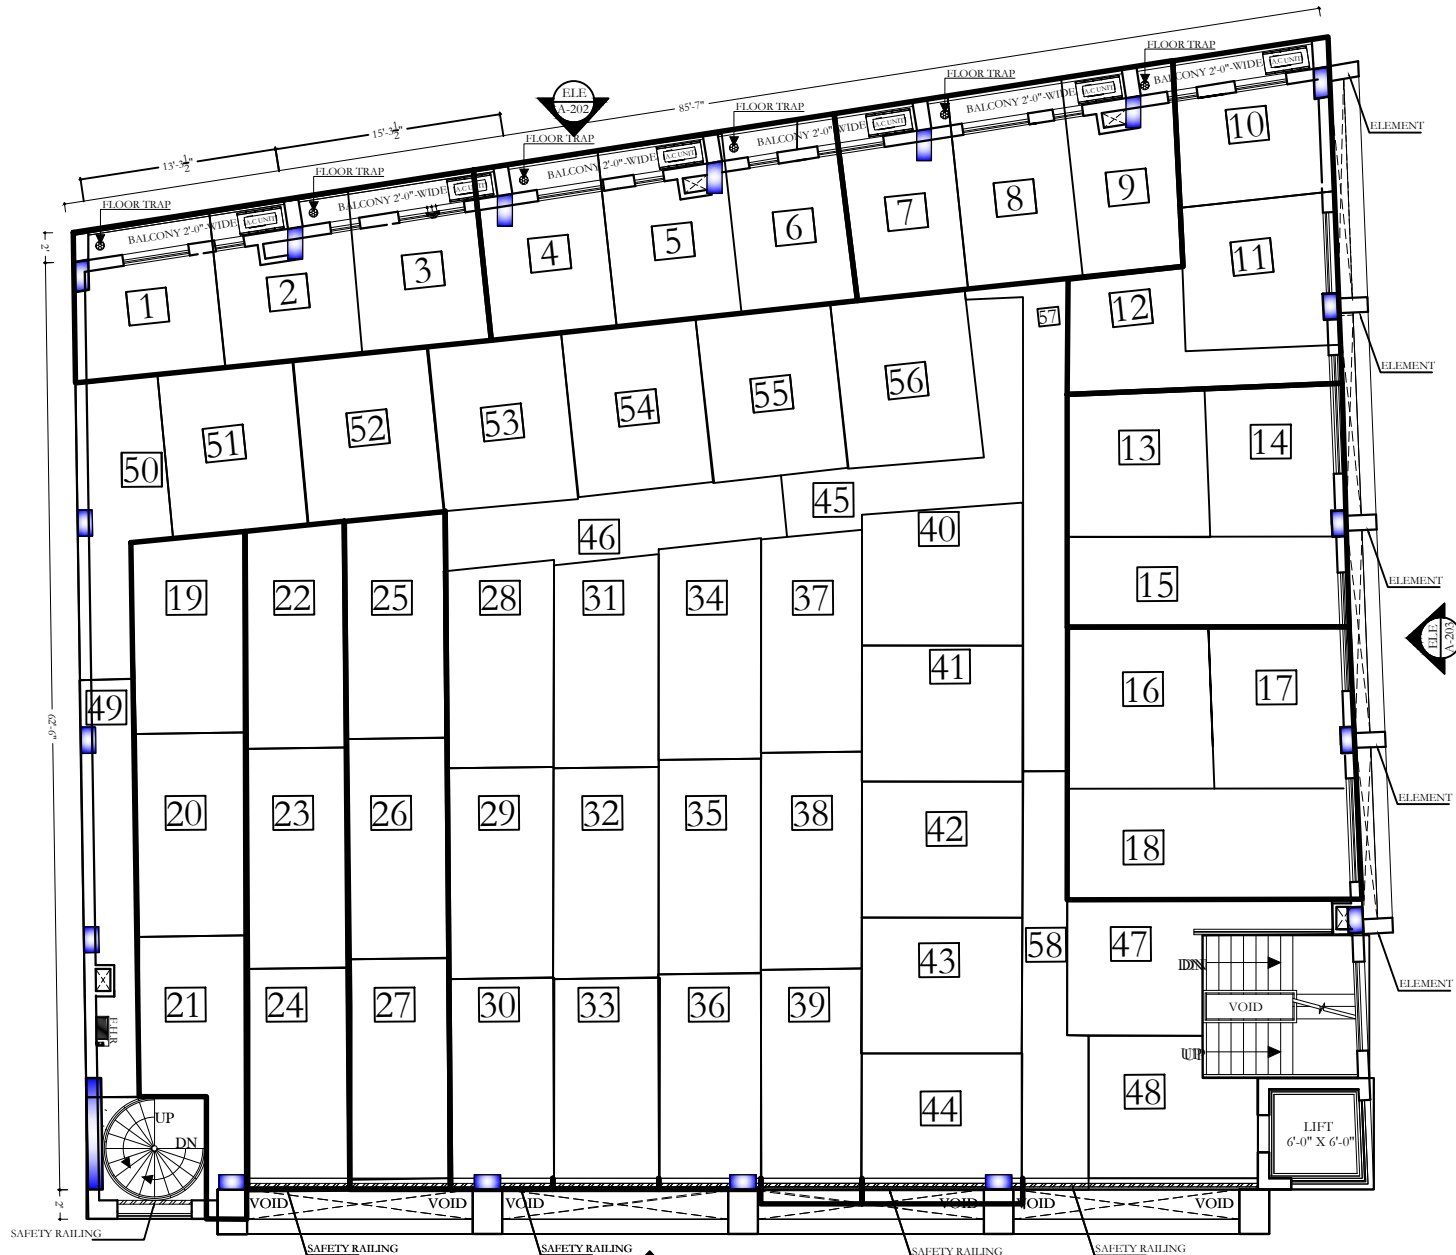 FLOOR TRAP
ELEMENT
FLOOR TRAP
ELE
A-202
85'-7"
FLOOR TRAP
15'-3½"
13'-3½"
FLOOR TRAP
FLOOR TRAP
FLOOR TRAP
BALCONY 2'-0"-WIDE
A.C UNIT
BALCONY 2'-0"-WIDE
A.C UNIT
BALCONY 2'-0"-WIDE
A.C UNIT
BALCONY 2'-0"-WIDE
A.C UNIT
BALCONY 2'-0"-WIDE
A.C UNIT
BALCONY 2'-0"-WIDE
A.C UNIT
2'
1
2
3
4
5
6
7
8
9
10
11
12
57
ELEMENT
13
14
15
ELEMENT
ELE
A-203
16
17
18
ELEMENT
50
51
52
53
54
55
56
45
46
40
19
22
25
28
31
34
37
41
49
62'-6"
20
23
26
29
32
35
38
42
21
24
27
30
33
36
39
43
58
47
44
48
DN
VOID
UP
ELEMENT
LIFT
6'-0" X 6'-0"
UP
DN
2'
VOID
VOID
VOID
VOID
VOID
VOID
SAFETY RAILING
SAFETY RAILING
SAFETY RAILING
SAFETY RAILING
SAFETY RAILING